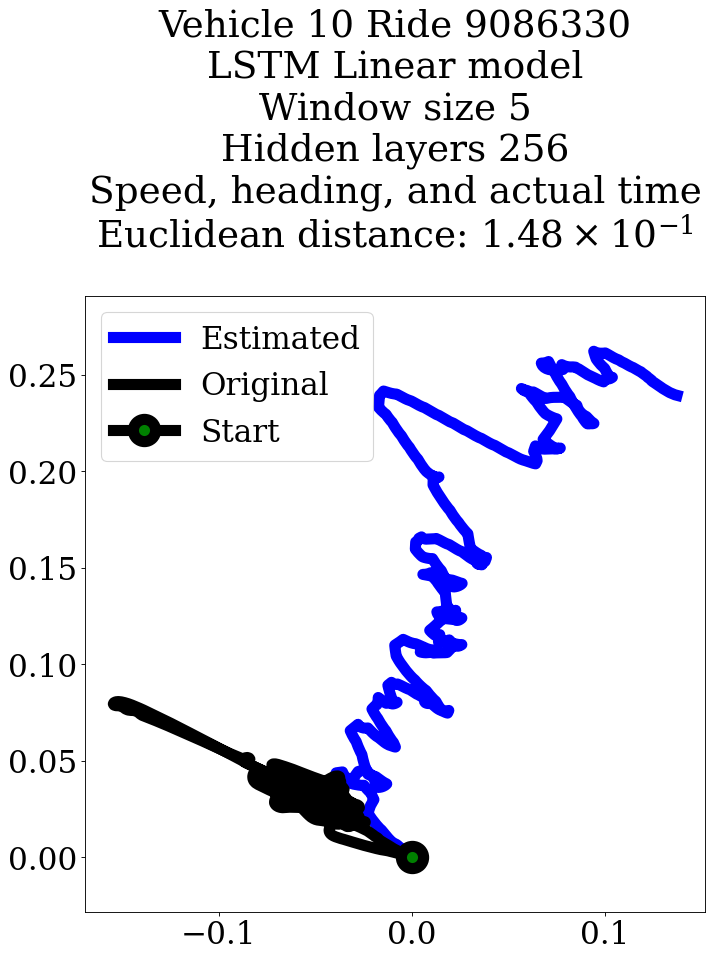 Vehicle 10 Ride 9086330
LSTM Linear model
Window size 5
Hidden layers 256
Speed, heading, and actual time
Euclidean distance: 1.48 × 10⁻¹
Estimated
Original
Start
0.25
0.20
0.15
0.10
0.05
0.00
−0.1 0.0 0.1